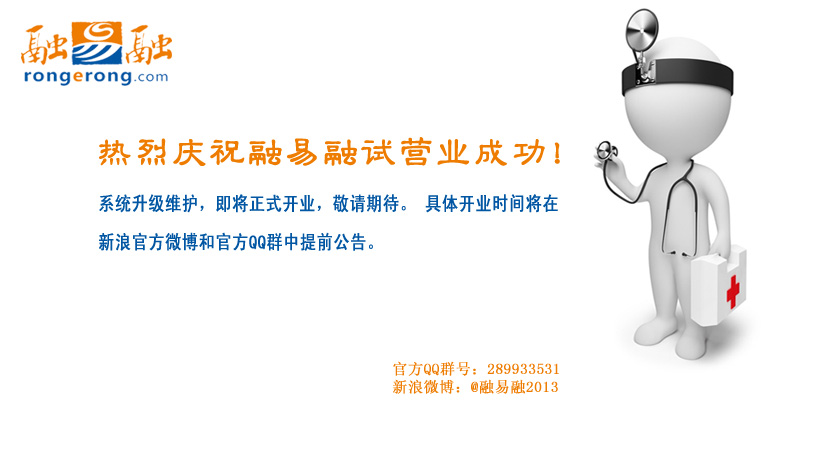 融易融
rongerong.com
热烈庆祝融易融试营业成功!
系统升级维护，即将正式开业，敬请期待。 具体开业时间将在
新浪官方微博和官方QQ群中提前公告。
官方QQ群号：289933531
新浪微博：@融易融2013